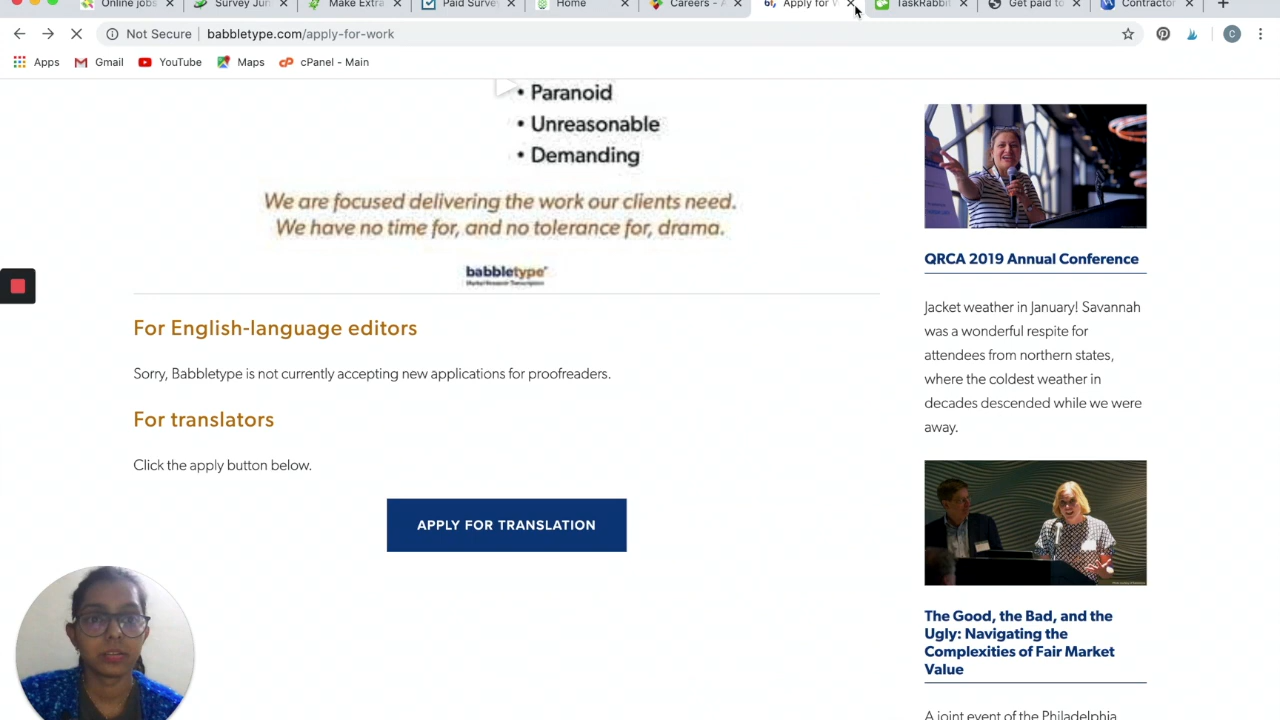 Online jobs
Survey Jun
Make Extra
Paid Survey
Home
Careers - A
Apply for W
TaskRabbit
Get paid to
Contractor
Not Secure | babbletype.com/apply-for-work
C
Apps
Gmail
YouTube
Maps
cPanel - Main
• Paranoid
• Unreasonable
• Demanding
We are focused delivering the work our clients need.
We have no time for, and no tolerance for, drama.
babbletype
Market Research Transcription
For English-language editors
Sorry, Babbletype is not currently accepting new applications for proofreaders.
For translators
Click the apply button below.
APPLY FOR TRANSLATION
QRCA 2019 Annual Conference
Jacket weather in January! Savannah
was a wonderful respite for
attendees from northern states,
where the coldest weather in
decades descended while we were
away.
The Good, the Bad, and the
Ugly: Navigating the
Complexities of Fair Market
Value
A joint event of the Philadelphia